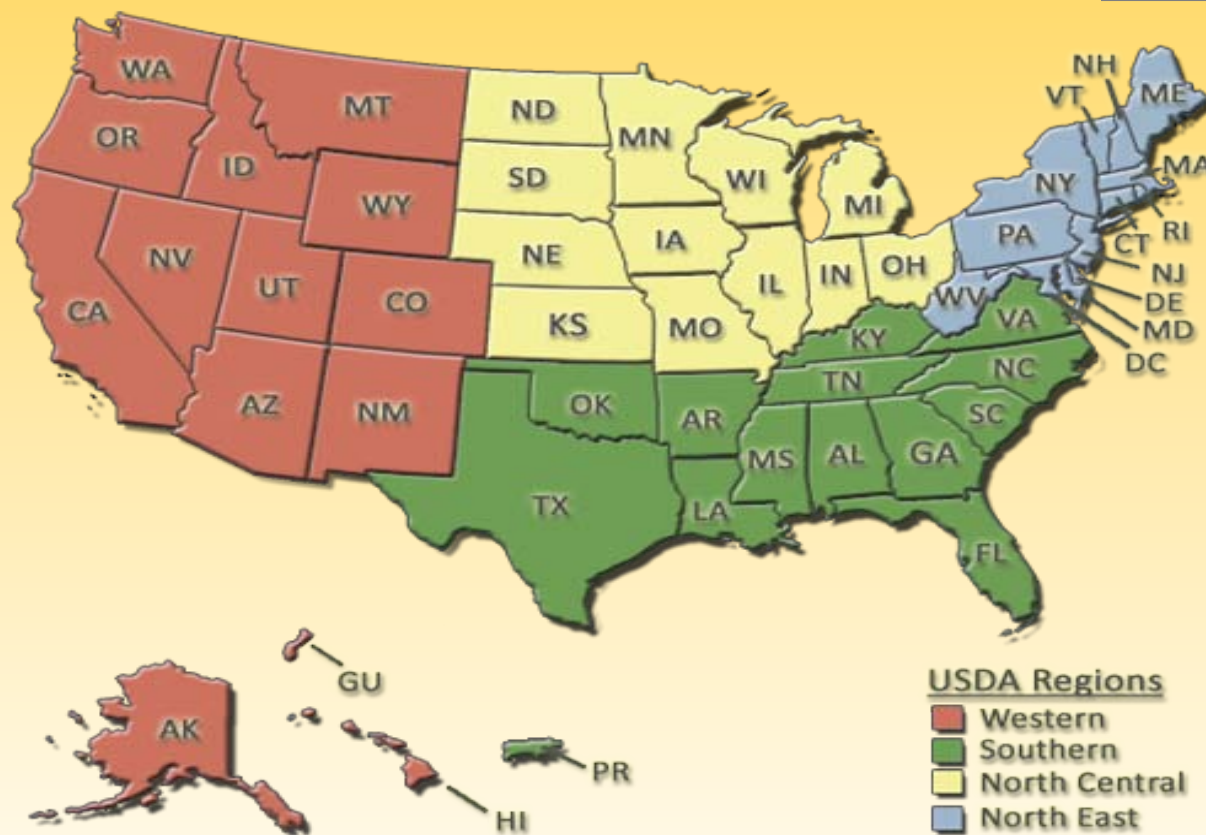 WA
MT
ND
MN
NH
VT
ME
OR
ID
SD
WI
MI
NY
MA
WY
RI
NV
UT
CO
NE
IA
IL
IN
OH
PA
CT
NJ
CA
KS
MO
WV
DE
MD
DC
KY
VA
AZ
NM
OK
AR
TN
NC
SC
TX
LA
MS
AL
GA
FL
GU
AK
HI
PR
USDA Regions
Western
Southern
North Central
North East